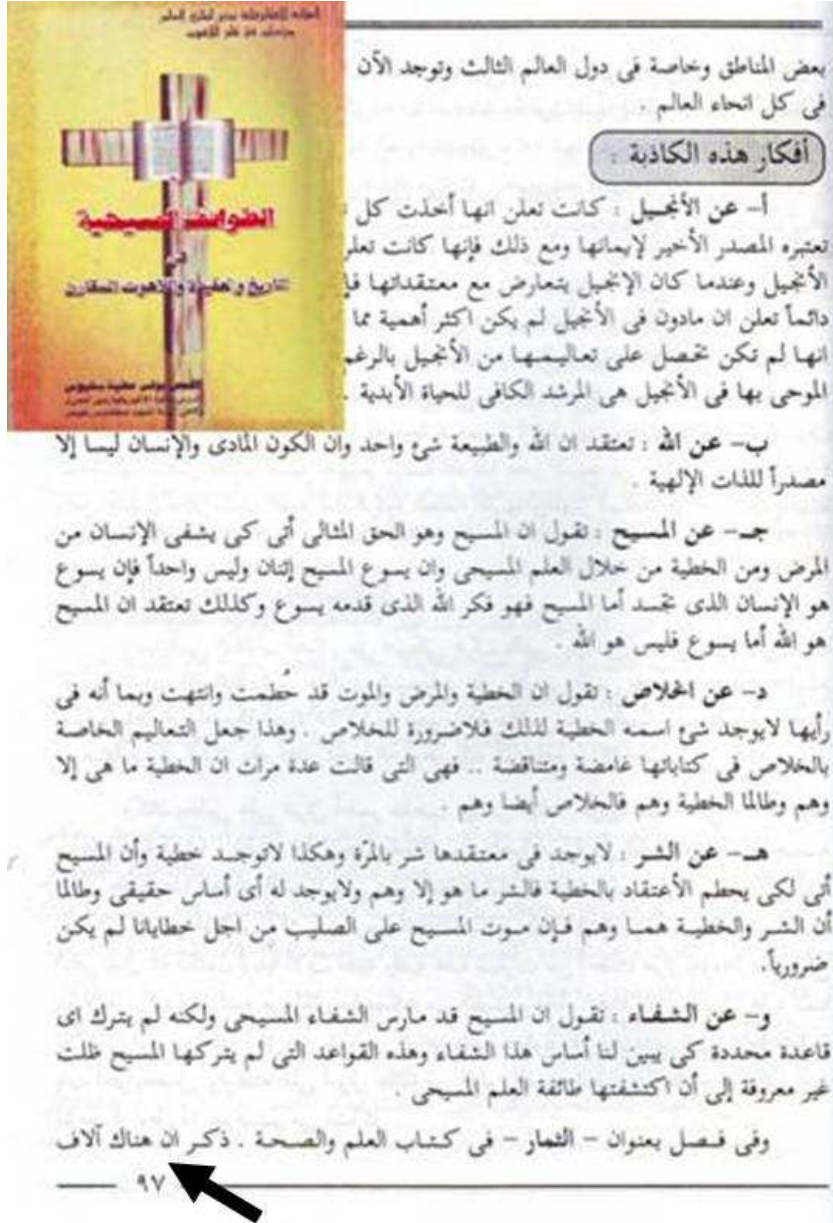 الطوائف المسيحية
فى
التاريخ والعقيدة واللاهوت المقارن
بعض المناطق وخاصة فى دول العالم الثالث وتوجد الآن
فى كل انحاء العالم .
أفكار هذه الكاذبة :
أ- عن الأنجيل : كانت تعلن انها أخذت كل
تعتبره المصدر الأخير لإيمانها ومع ذلك فإنها كانت
الأنجيل وعندما كان الإنجيل يتعارض مع معتقداتها
دائماً تعلن ان مادون فى الأنجيل لم يكن اكثر أهمية مما
انها لم تكن تحصل على تعاليمها من الأنجيل بالرغم
الموحى بها فى الأنجيل هى المرشد الكافى للحياة الأبدية .
ب- عن الله : تعتقد ان الله والطبيعة شئ واحد وان الكون المادى والإنسان ليسا إلا
مصدراً للذات الإلهية .
جـ- عن المسيح : تقول ان المسيح وهو الحق المثالى أتى كى يشفى الإنسان من
المرض ومن الخطية من خلال العلم المسيحى وان يسوع المسيح إثنان وليس واحداً فإن يسوع
هو الإنسان الذى تجسد أما المسيح فهو فكر الله الذى قدمه يسوع وكذلك تعتقد ان المسيح
هو الله أما يسوع فليس هو الله .
د- عن الخلاص : تقول ان الخطية والمرض والموت قد حُطمت وانتهت وبما أنه فى
رأيها لايوجد شئ اسمه الخطية لذلك فلاضرورة للخلاص . وهذا جعل التعاليم الخاصة
بالخلاص فى كتاباتها غامضة ومتناقضة .. فهى التى قالت عدة مرات ان الخطية ما هى إلا
وهم وطالما الخطية وهم فالخلاص أيضا وهم .
هـ- عن الشر : لايوجد فى معتقدها شر بالمرّة وهكذا لاتوجد خطية وأن المسيح
أتى لكى يحطم الأعتقاد بالخطية فالشر ما هو إلا وهم ولايوجد له أى أساس حقيقى وطالما
ان الشر والخطية همـا وهم فإن مـوت المسيح على الصليب من اجل خطايانا لم يكن
ضرورياً.
و- عن الشفاء : تقول ان المسيح قد مارس الشفاء المسيحى ولكنه لم يترك اى
قاعدة محددة كى يبين لنا أساس هذا الشفاء وهذه القواعد التى لم يتركها المسيح ظلت
غير معروفة إلى أن اكتشفتها طائفة العلم المسيحى .
وفى فـصل بعنوان – الثمار – فى كـتـاب العلم والصـحـة . ذكـر ان هناك آلاف
٩٧